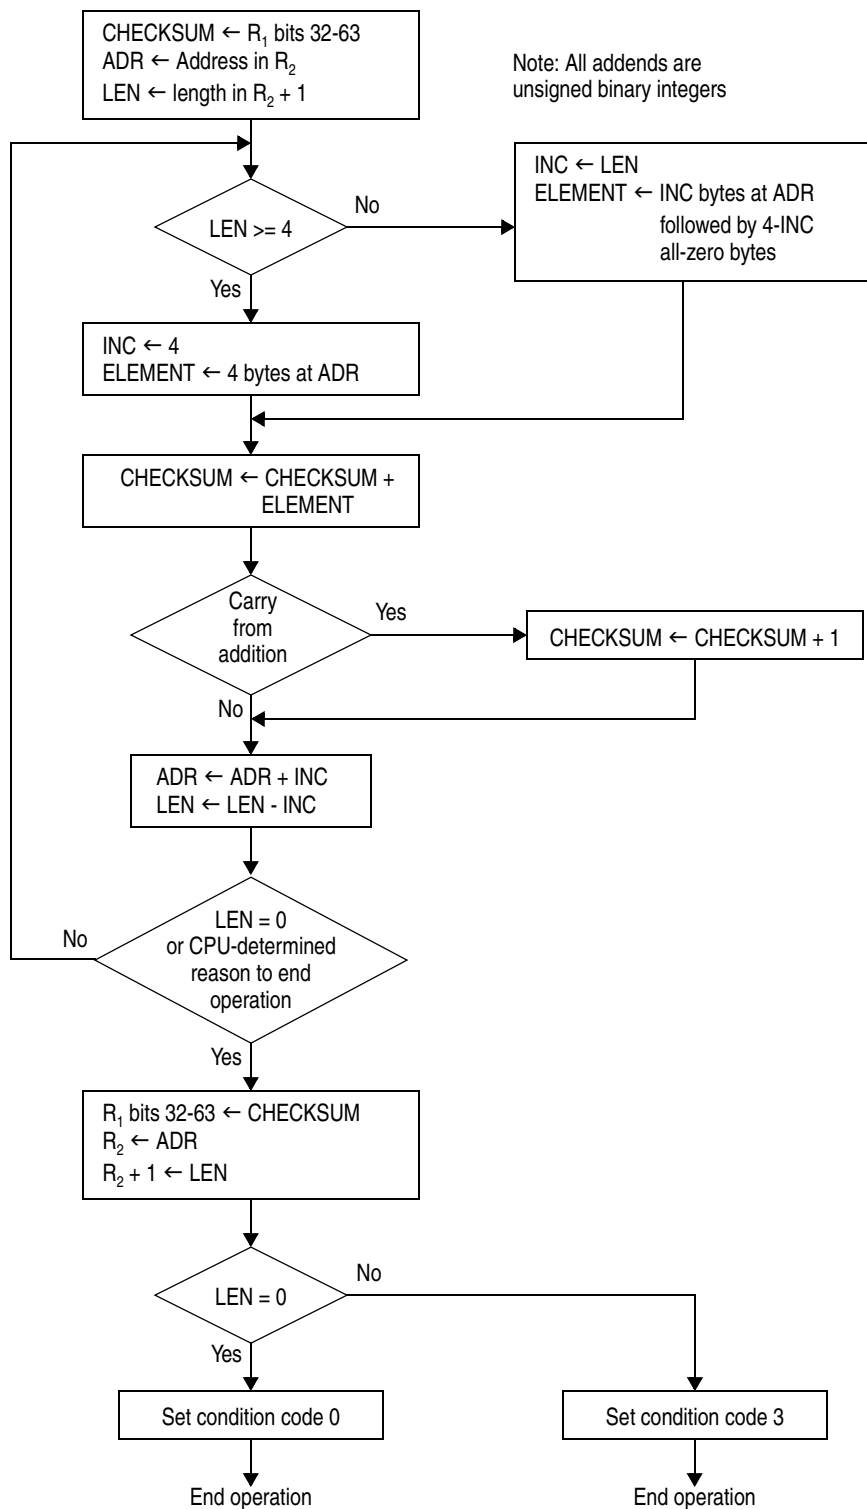 CHECKSUM ← R₁ bits 32-63
ADR ← Address in R₂
LEN ← length in R₂ + 1
Note: All addends are
unsigned binary integers
LEN >= 4
No
INC ← LEN
ELEMENT ← INC bytes at ADR
followed by 4-INC
all-zero bytes
Yes
INC ← 4
ELEMENT ← 4 bytes at ADR
CHECKSUM ← CHECKSUM +
ELEMENT
Carry
from
addition
Yes
CHECKSUM ← CHECKSUM + 1
No
ADR ← ADR + INC
LEN ← LEN - INC
No
LEN = 0
or CPU-determined
reason to end
operation
Yes
R₁ bits 32-63 ← CHECKSUM
R₂ ← ADR
R₂ + 1 ← LEN
LEN = 0
No
Yes
Set condition code 0
Set condition code 3
End operation
End operation